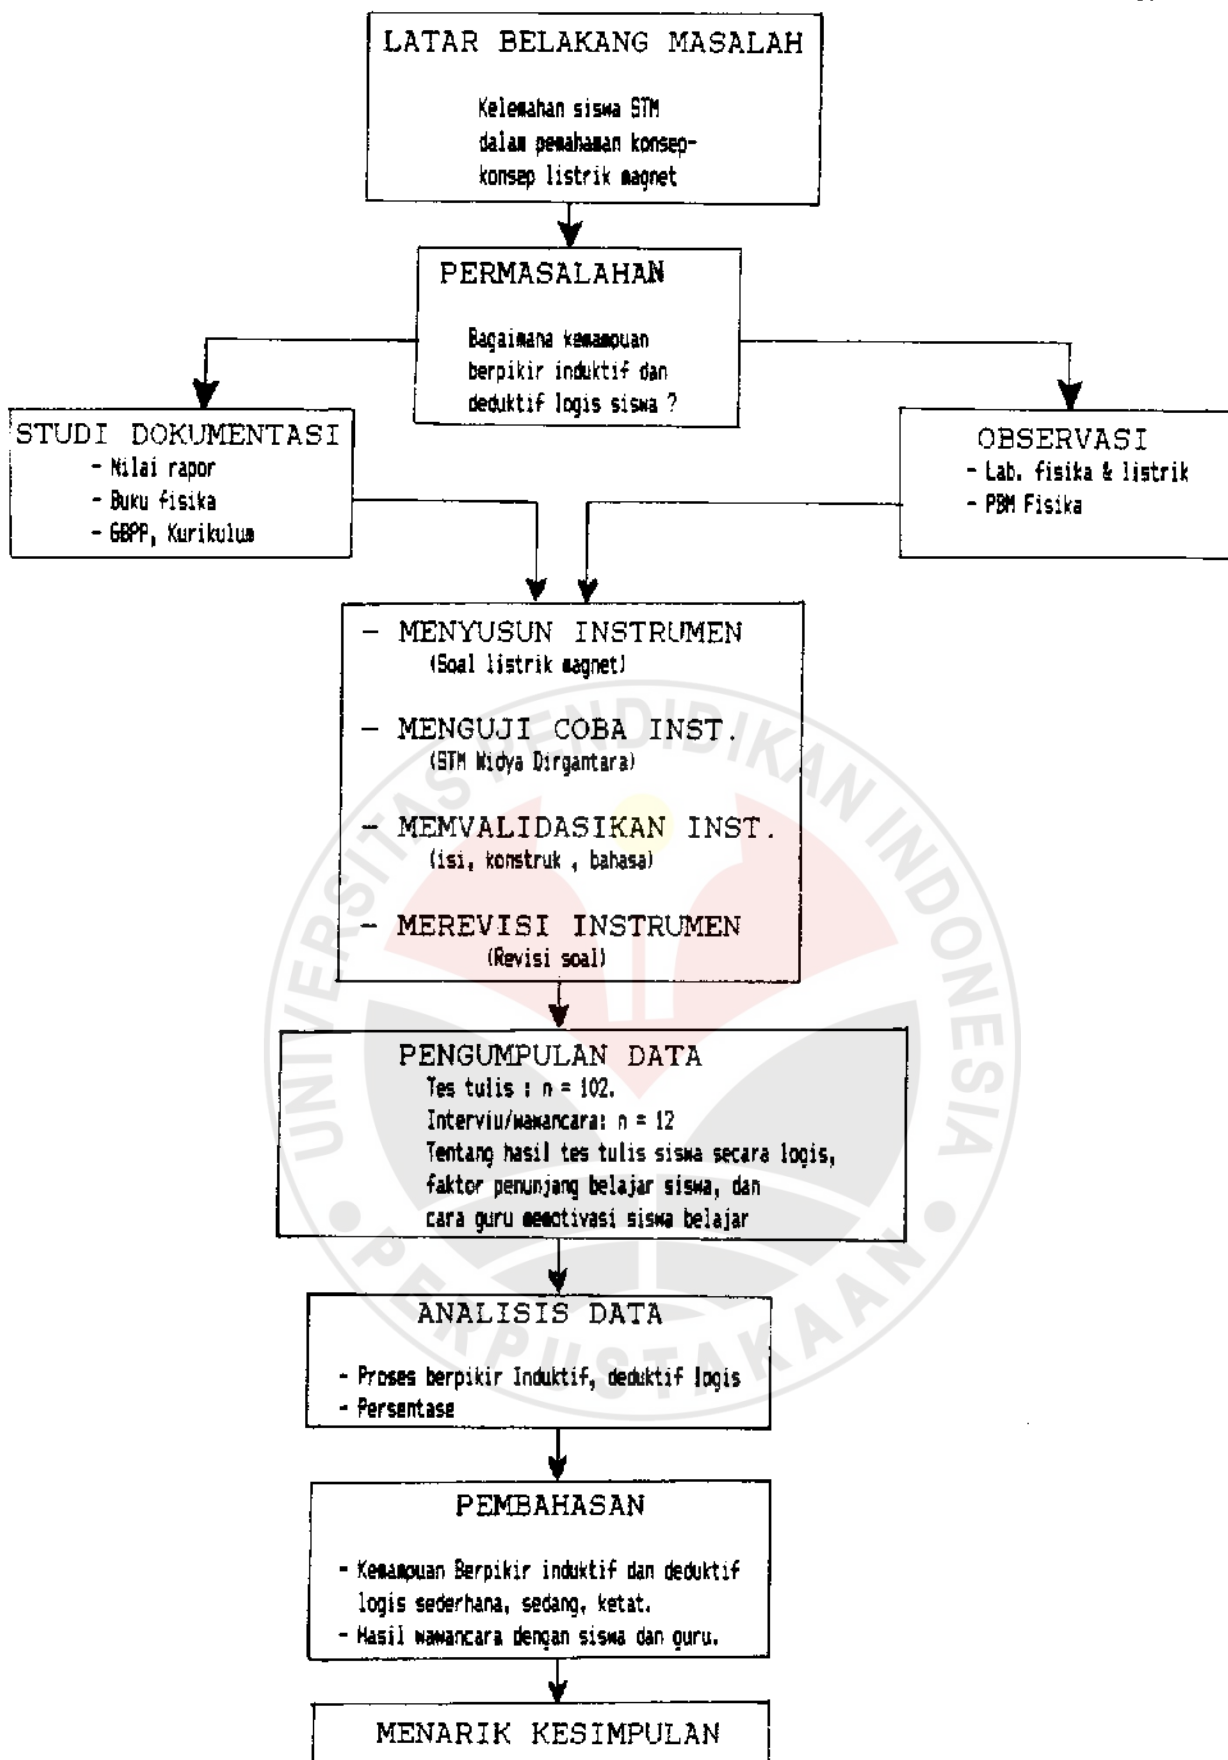 LATAR BELAKANG MASALAH
Kelemahan siswa STM
dalam pemahaman konsep-
konsep listrik magnet
PERMASALAHAN
Bagaimana kemampuan
berpikir induktif dan
deduktif logis siswa ?
STUDI DOKUMENTASI
- Nilai rapor
- Buku fisika
- GBPP, Kurikulum
OBSERVASI
- Lab. fisika & listrik
- PBM Fisika
- MENYUSUN INSTRUMEN
(Soal listrik magnet)
- MENGUJI COBA INST.
(STM Widya Dirgantara)
- MEMVALIDASIKAN INST.
(isi, konstruk , bahasa)
- MEREVISI INSTRUMEN
(Revisi soal)
PENGUMPULAN DATA
Tes tulis : n = 102.
Interviu/wawancara: n = 12
Tentang hasil tes tulis siswa secara logis,
faktor penunjang belajar siswa, dan
cara guru memotivasi siswa belajar
ANALISIS DATA
- Proses berpikir Induktif, deduktif logis
- Persentase
PEMBAHASAN
- Kemampuan Berpikir induktif dan deduktif
logis sederhana, sedang, ketat.
- Hasil wawancara dengan siswa dan guru.
MENARIK KESIMPULAN
UNIVERSITAS PENDIDIKAN INDONESIA
PERPUSTAKAAN